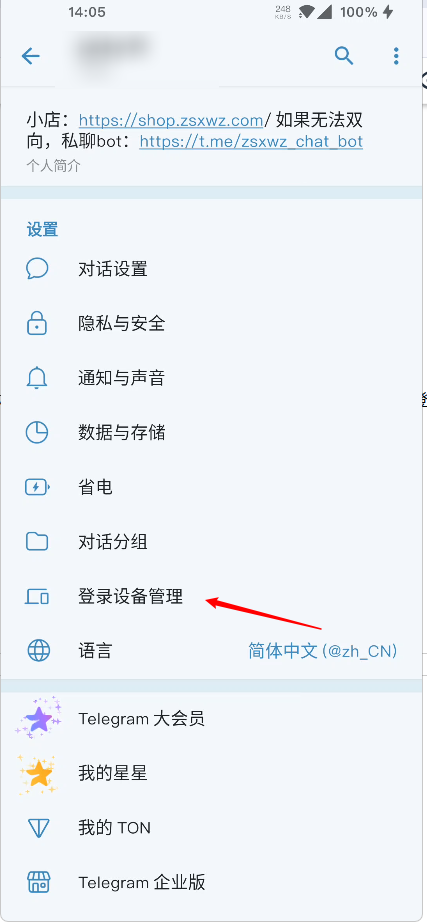 14:05
248
KB/S
100%
小店：https://shop.zsxwz.com/ 如果无法双
向，私聊bot：https://t.me/zsxwz_chat_bot
个人简介
设置
对话设置
隐私与安全
通知与声音
数据与存储
省电
对话分组
登录设备管理
语言
简体中文 (@zh_CN)
Telegram 大会员
我的星星
我的 TON
Telegram 企业版